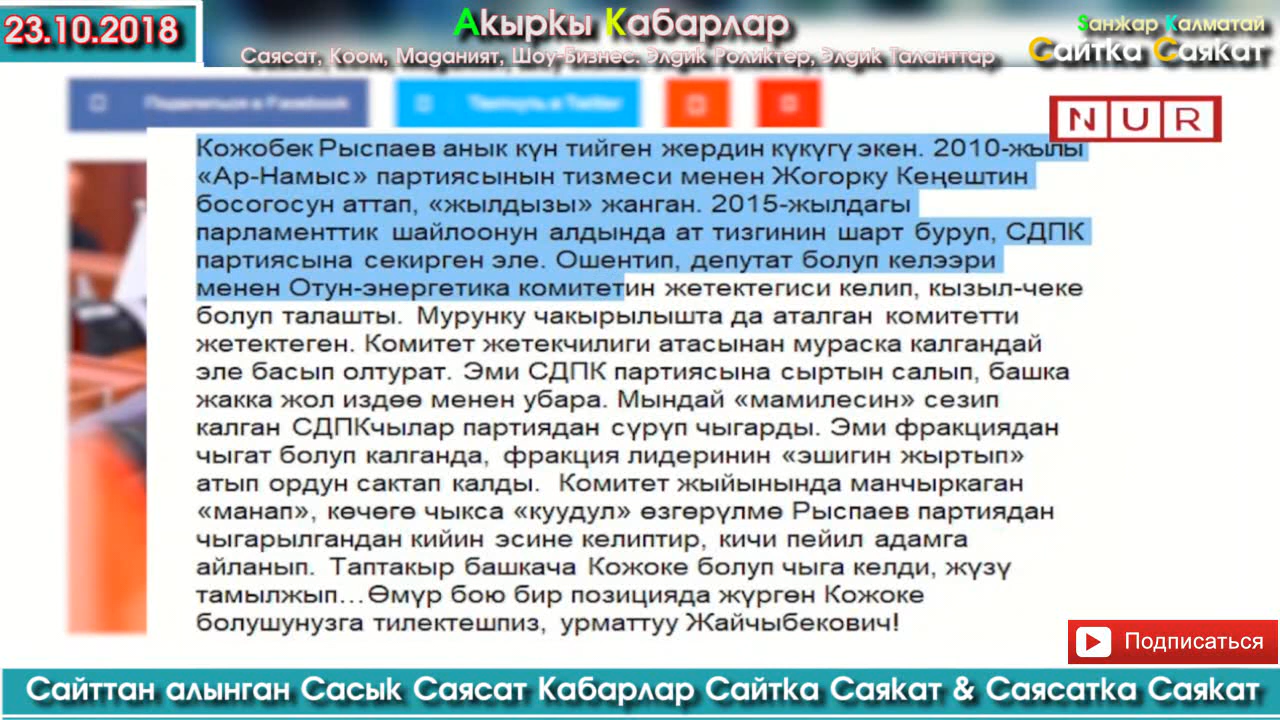 23.10.2018
Акыркы Кабарлар
Саясат, Коом, Маданият, Шоу-Бизнес. Элдик Роликтер, Элдик Таланттар
Санжар Калматай
Сайтка Саякат
Поделиться в Facebook
Твитнуть в Twitter
NUR
Кожобек Рыспаев анык күн тийген жердин күкүгү экен. 2010-жылы
«Ар-Намыс» партиясынын тизмеси менен Жогорку Кеңештин
босогосун аттап, «жылдызы» жанган. 2015-жылдагы
парламенттик шайлоонун алдында ат тизгинин шарт буруп, СДПК
партиясына секирген эле. Ошентип, депутат болуп келээри
менен Отун-энергетика комитетин жетектегиси келип, кызыл-чеке
болуп талашты. Мурунку чакырылышта да аталган комитетти
жетектеген. Комитет жетекчилиги атасынан мураска калгандай
эле басып олтурат. Эми СДПК партиясына сыртын салып, башка
жакка жол издөө менен убара. Мындай «мамилесин» сезип
калган СДПКчылар партиядан сүрүп чыгарды. Эми фракциядан
чыгат болуп калганда, фракция лидеринин «эшигин жыртып»
атып ордун сактап калды. Комитет жыйынында манчыркаган
«манап», көчөгө чыкса «куудул» өзгөрүлмө Рыспаев партиядан
чыгарылгандан кийин эсине келиптир, кичи пейил адамга
айланып. Таптакыр башкача Кожоке болуп чыга келди, жүзү
тамылжып…Өмүр бою бир позицияда жүргөн Кожоке
болушунузга тилектешпиз, урматтуу Жайчыбекович!
Подписаться
Сайттан алынган Сасык Саясат Кабарлар Сайтка Саякат & Саясатка Саякат